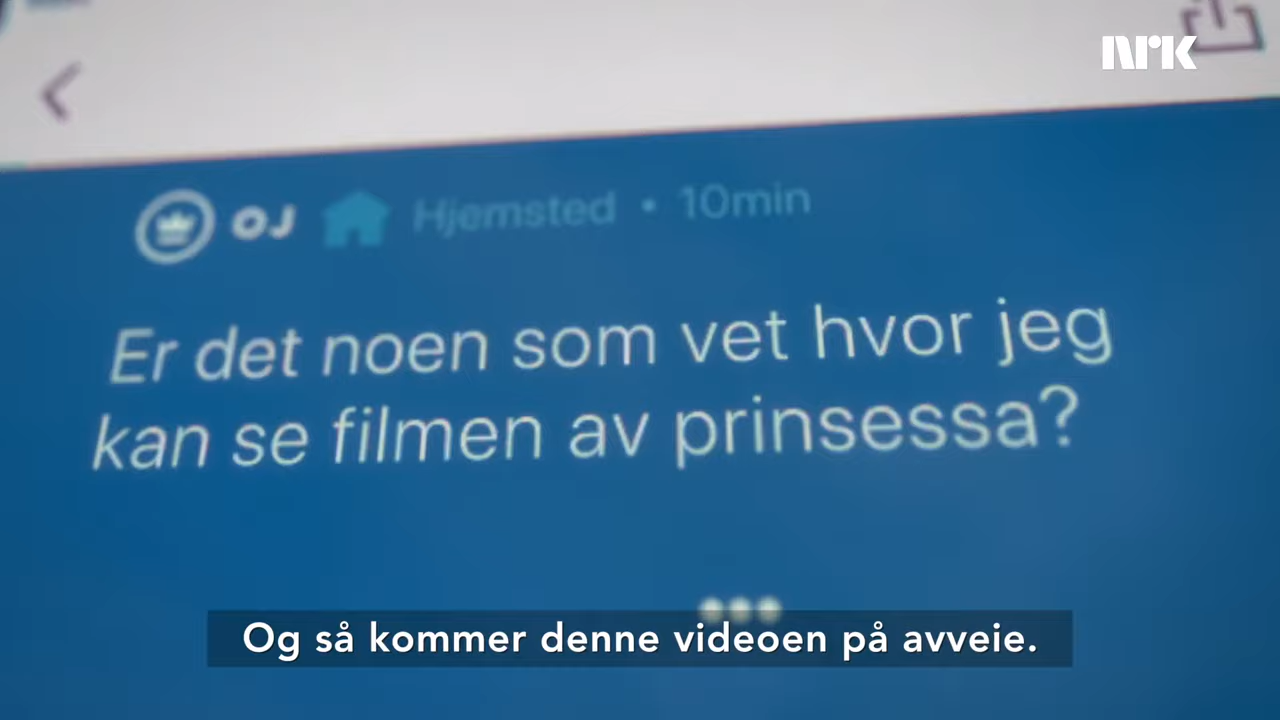 NRK
OJ Hjemsted • 10min
Er det noen som vet hvor jeg
kan se filmen av prinsessa?
Og så kommer denne videoen på avveie.